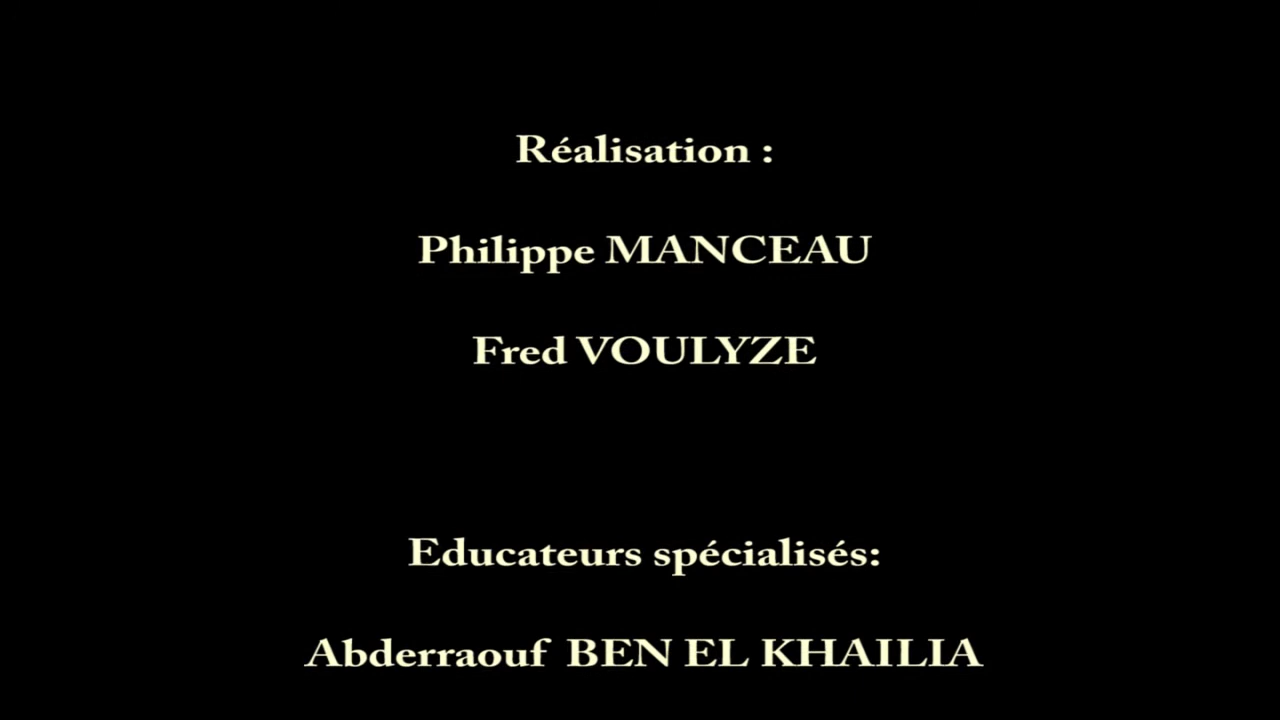 Réalisation :
Philippe MANCEAU
Fred VOULYZE
Educateurs spécialisés:
Abderraouf BEN EL KHAILIA